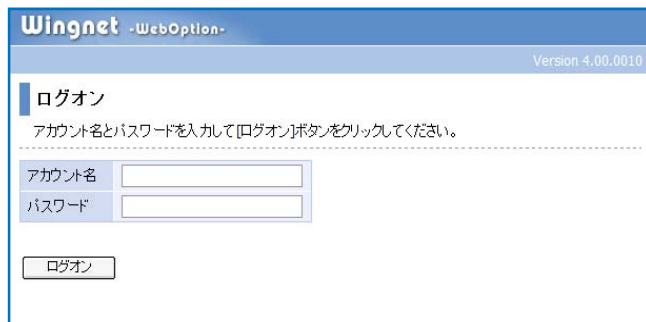 Wingnet -WebOption-
Version 4.00.0010
ログオン
アカウント名とパスワードを入力して[ログオン]ボタンをクリックしてください。
アカウント名
パスワード
ログオン